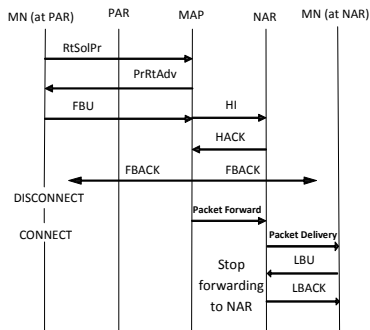 MN (at PAR) PAR MAP NAR MN (at NAR)
RtSolPr
PrRtAdv
FBU HI
HACK
FBACK FBACK
DISCONNECT
Packet Forward
CONNECT
Packet Delivery
Stop
LBU
forwarding
LBACK
to NAR